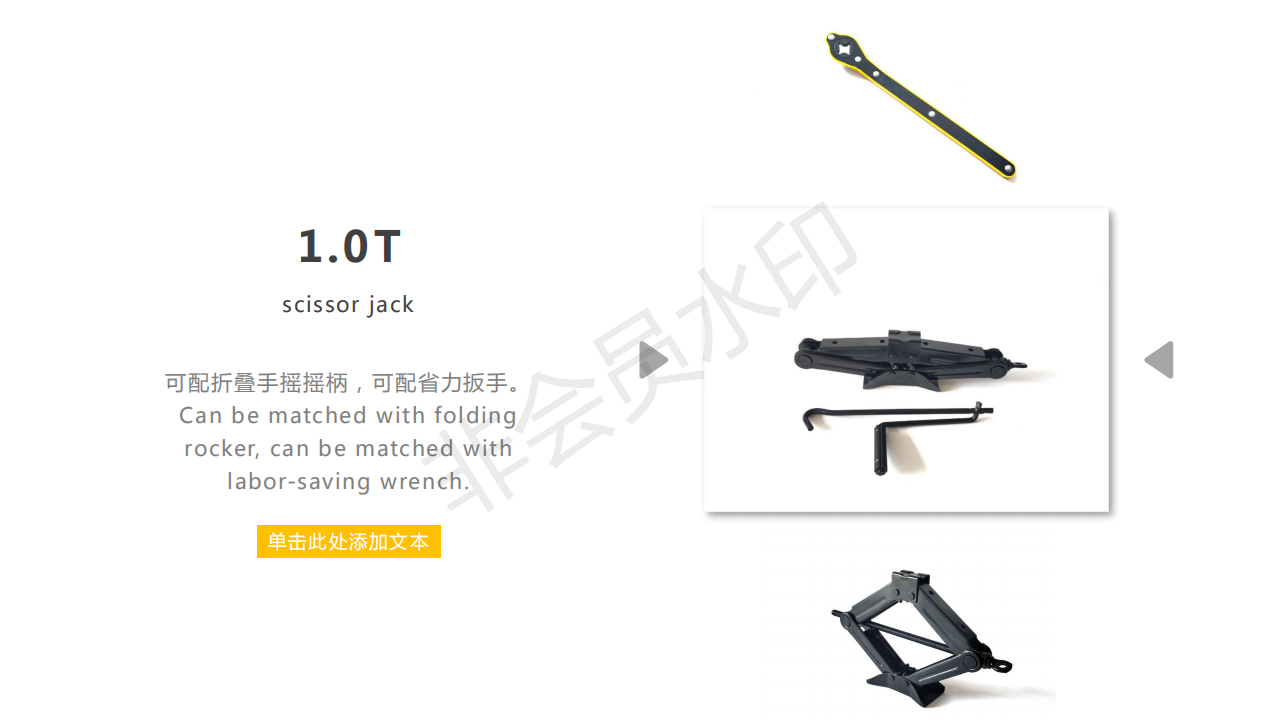 1.0T
scissor jack
可配折叠手摇摇柄，可配省力扳手。
Can be matched with folding
rocker, can be matched with
labor-saving wrench.
单击此处添加文本
非会员水印